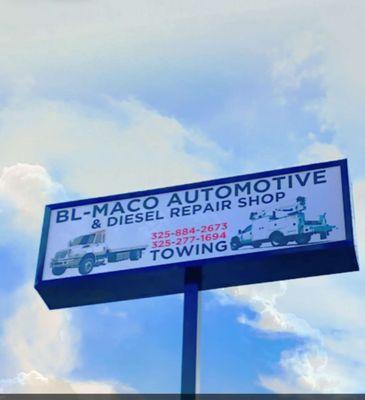 BL-MACO AUTOMOTIVE
& DIESEL REPAIR SHOP
325-884-2673
325-277-1694
TOWING